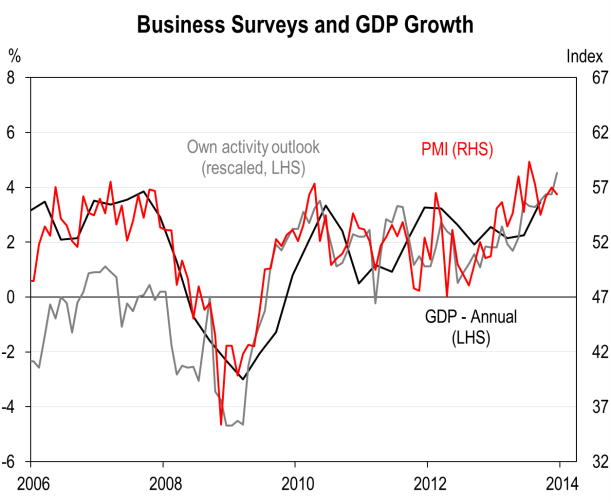 Business Surveys and GDP Growth
% Index
8 67
6 62
Own activity outlook
(rescaled, LHS)
PMI (RHS)
4 57
2 52
0 47
GDP - Annual
(LHS)
-2 42
-4 37
-6 32
2006 2008 2010 2012 2014